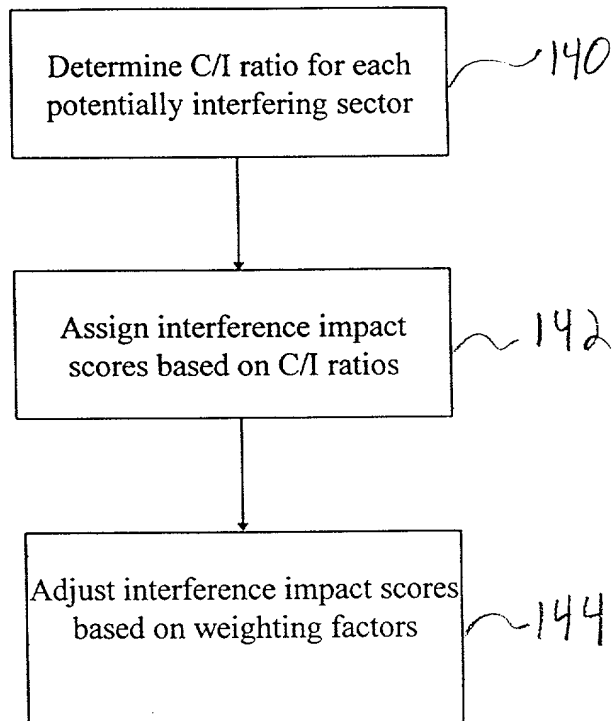 Determine C/I ratio for each
potentially interfering sector
140
Assign interference impact
scores based on C/I ratios
142
Adjust interference impact scores
based on weighting factors
144